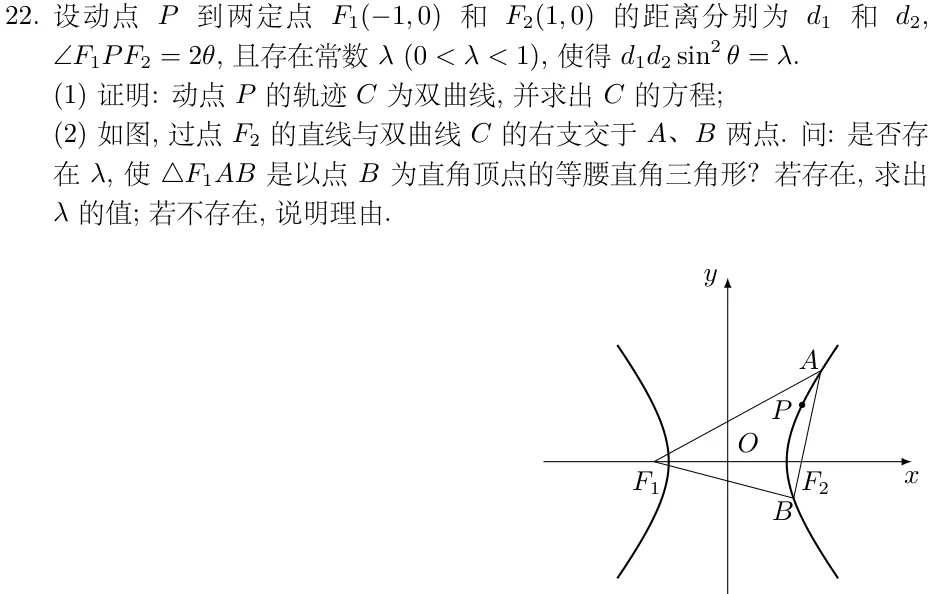 22. 设动点 P 到两定点 F₁(−1,0) 和 F₂(1,0) 的距离分别为 d₁ 和 d₂,
∠F₁PF₂ = 2θ, 且存在常数 λ (0 < λ < 1), 使得 d₁d₂ sin² θ = λ.
(1) 证明: 动点 P 的轨迹 C 为双曲线, 并求出 C 的方程;
(2) 如图, 过点 F₂ 的直线与双曲线 C 的右支交于 A、B 两点. 问: 是否存
在 λ, 使 △F₁AB 是以点 B 为直角顶点的等腰直角三角形? 若存在, 求出
λ 的值; 若不存在, 说明理由.
y
A
P
O
F₁
F₂
x
B